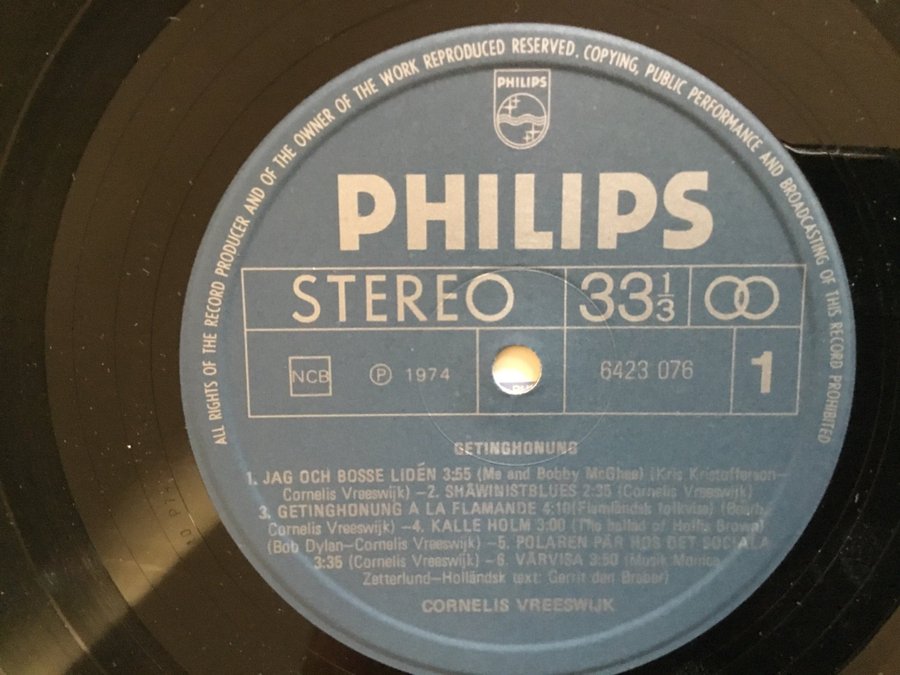 ALL RIGHTS OF THE RECORD PRODUCER AND OF THE OWNER OF THE WORK REPRODUCED RESERVED. COPYING, PUBLIC PERFORMANCE AND BROADCASTING OF THIS RECORD PROHIBITED
PHILIPS
PHILIPS
STEREO 33 1/3
NCB Ⓟ 1974 6423 076 1
GETINGHONUNG
1. JAG OCH BOSSE LIDÉN 3:55 (Me and Bobby McGhee) (Kris Kristofferson–
Cornelis Vreeswijk) –2. SHÅWINISTBLUES 2:35 (Cornelis Vreeswijk)
3. GETINGHONUNG A LA FLAMANDE 4:10 (Flamländsk folkvisa) (Bearb.
Cornelis Vreeswijk) –4. KALLE HOLM 3:00 (The ballad of Hollis Brown)
(Bob Dylan–Cornelis Vreeswijk) –5. POLAREN PÄR HOS DET SOCIALA
3:35 (Cornelis Vreeswijk) –6. VÅRVISA 3:50 (Musik Monica
Zetterlund–Holländsk text: Gerrit den Braber)
CORNELIS VREESWIJK